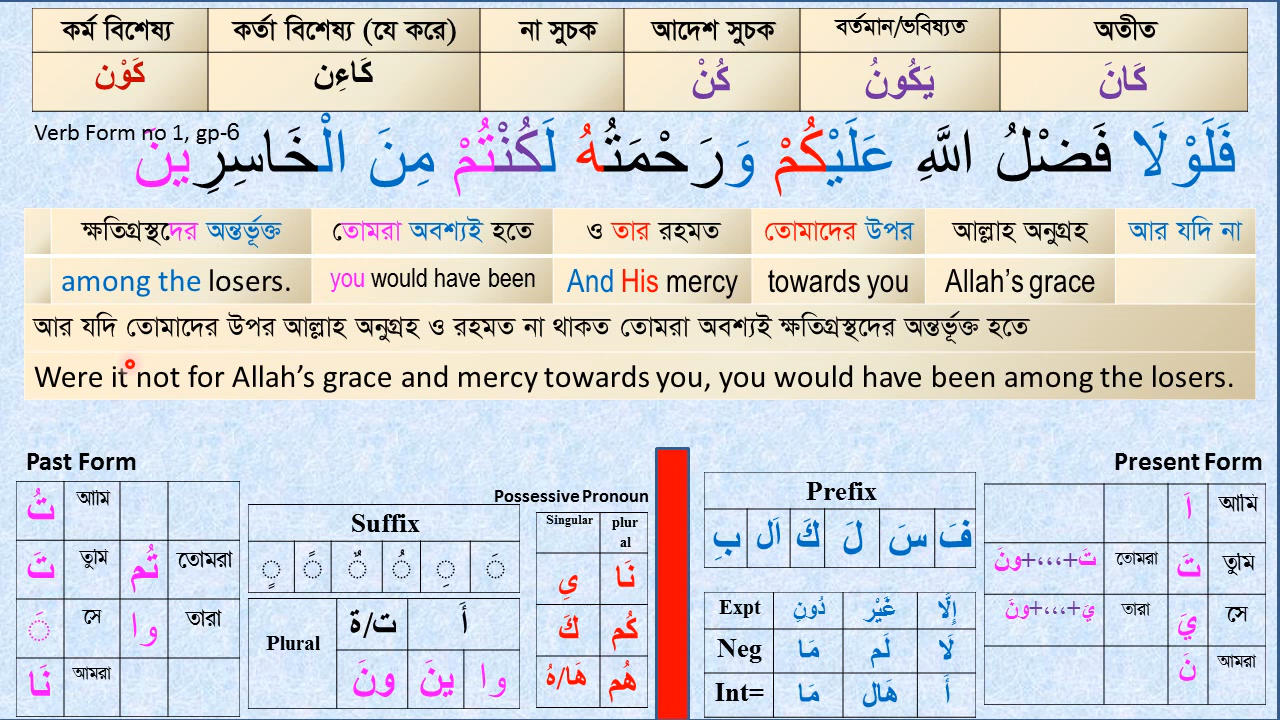 কর্ম বিশেষ্য কর্তা বিশেষ্য (যে করে) না সুচক আদেশ সুচক বর্তমান/ভবিষ্যত অতীত
كَوْن كَاءِن كُنْ يَكُونُ كَانَ
Verb Form no 1, gp-6
فَلَوْلَا فَضْلُ اللَّهِ عَلَيْكُمْ وَرَحْمَتُهُ لَكُنْتُمْ مِنَ الْخَاسِرِينَ
ক্ষতিগ্রস্থদের অন্তর্ভূক্ত তোমরা অবশ্যই হতে ও তার রহমত তোমাদের উপর আল্লাহ অনুগ্রহ আর যদি না
among the losers. you would have been And His mercy towards you Allah’s grace
আর যদি তোমাদের উপর আল্লাহ অনুগ্রহ ও রহমত না থাকত তোমরা অবশ্যই ক্ষতিগ্রস্থদের অন্তর্ভূক্ত হতে
Were it not for Allah’s grace and mercy towards you, you would have been among the losers.
Past Form
تُ আমি
تَ তুমি تُم তোমরা
سে وا তারা
نَا আমরা
Suffix
Plural ة/ت أَ
ونَ ينَ وا
Possessive Pronoun
Singular plural
ي نَا
كَ كُم
هَا/هُ هُم
Prefix
بِ اَل كَ لَ سَ فَ
Expt دُونِ غَيْر إِلَّا
Neg مَا لَم لَا
Int= مَا هَال أَ
Present Form
اَ আমি
تَ+،،،+ونَ তোমরা تَ তুমি
يَ+،،،+ونَ তারা يَ সে
نَ আমরা